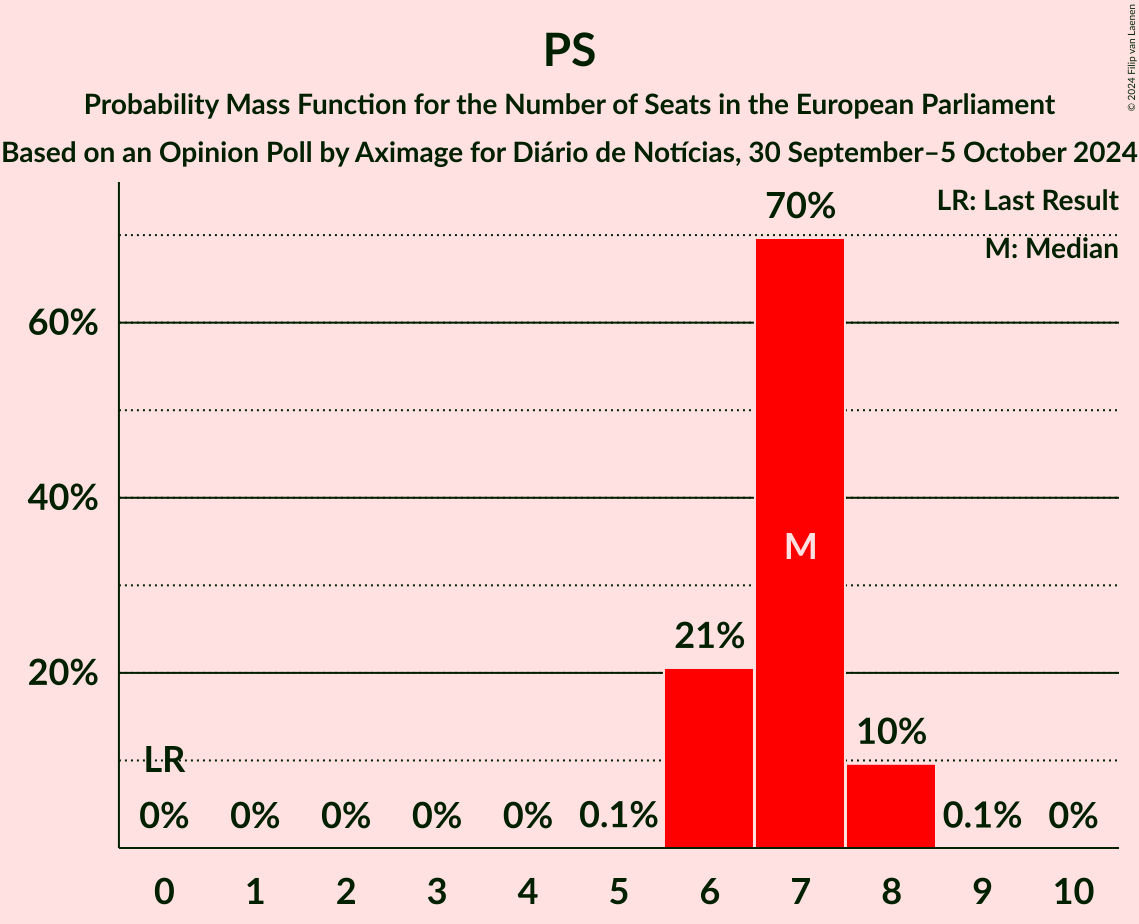 PS
Probability Mass Function for the Number of Seats in the European Parliament
Based on an Opinion Poll by Aximage for Diário de Notícias, 30 September–5 October 2024
© 2024 Filip van Laenen
LR: Last Result
M: Median
60%
40%
20%
LR
M
0% 0% 0% 0% 0% 0.1% 21% 70% 10% 0.1% 0%
0 1 2 3 4 5 6 7 8 9 10